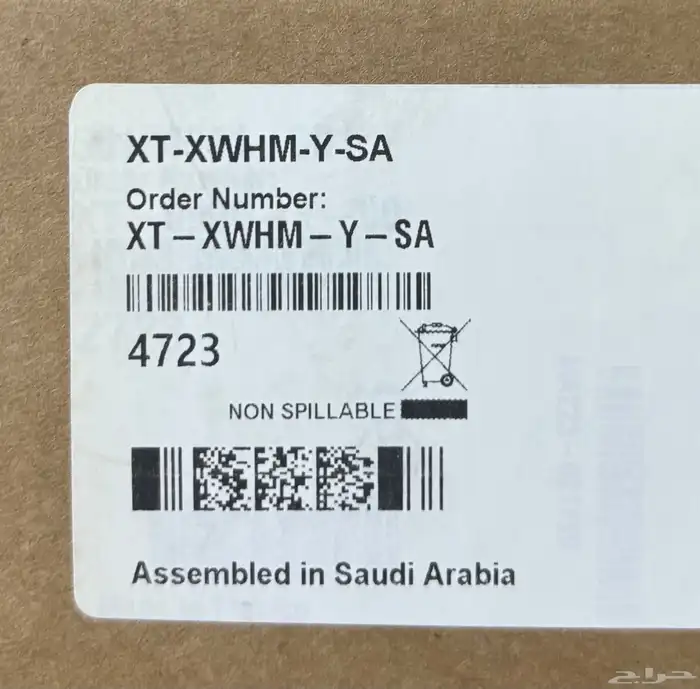 XT-XWHM-Y-SA
Order Number:
XT – XWHM – Y – SA
4723
NON SPILLABLE
Assembled in Saudi Arabia
حراج